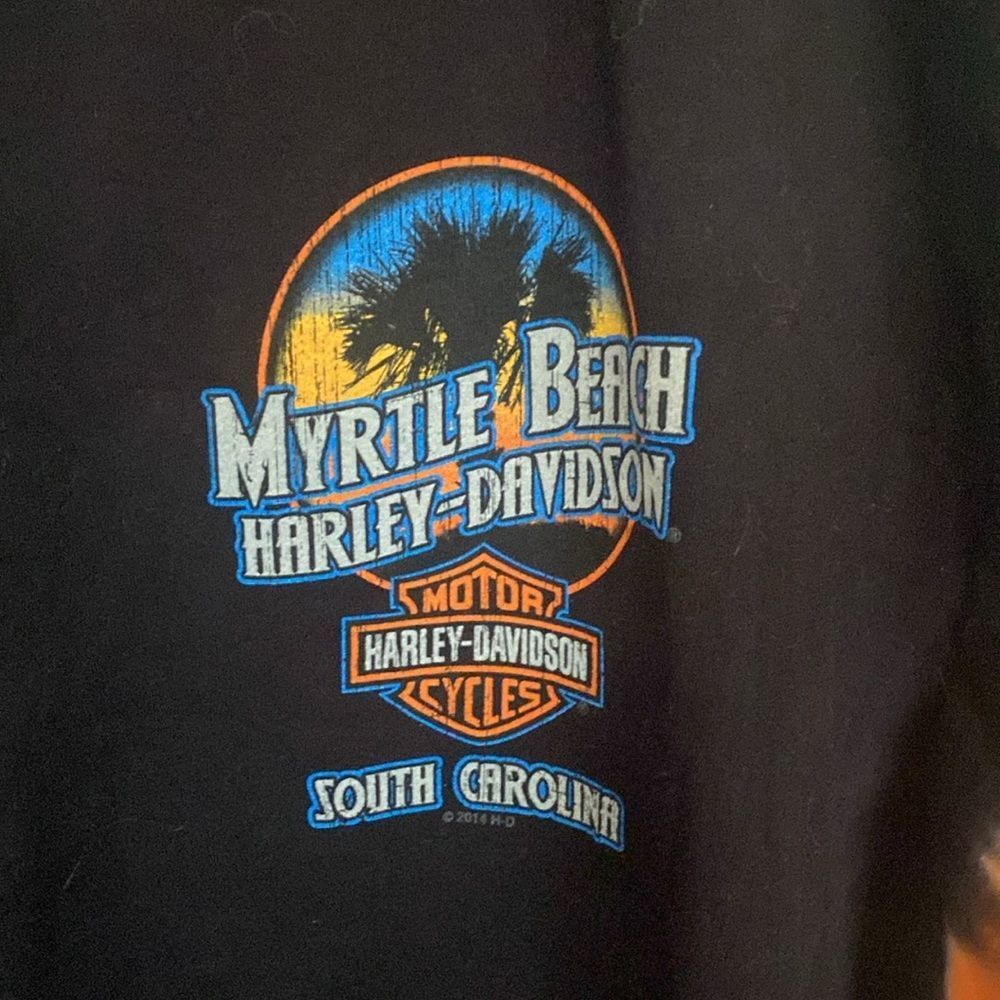 MYRTLE BEACH
HARLEY-DAVIDSON®
MOTOR
HARLEY-DAVIDSON
CYCLES
SOUTH CAROLINA
© 2014 H-D